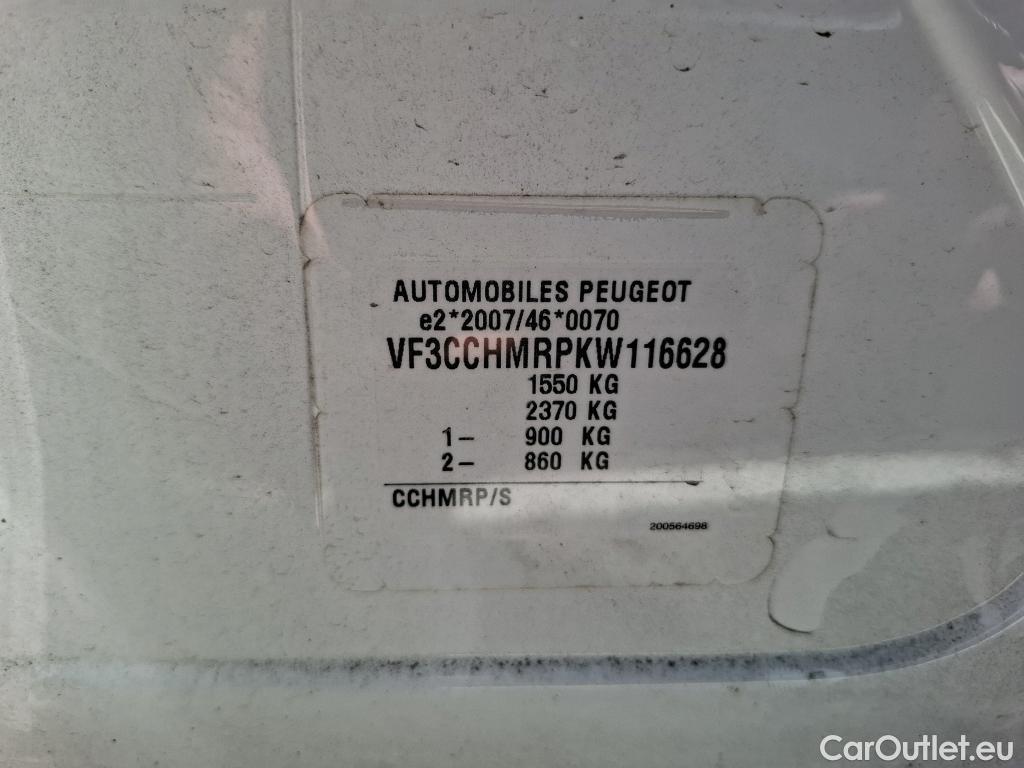 AUTOMOBILES PEUGEOT
e2*2007/46*0070
VF3CCHMRPKW116628
1550 KG
2370 KG
1- 900 KG
2- 860 KG
CCHMRP/S
200564698
CarOutlet.eu